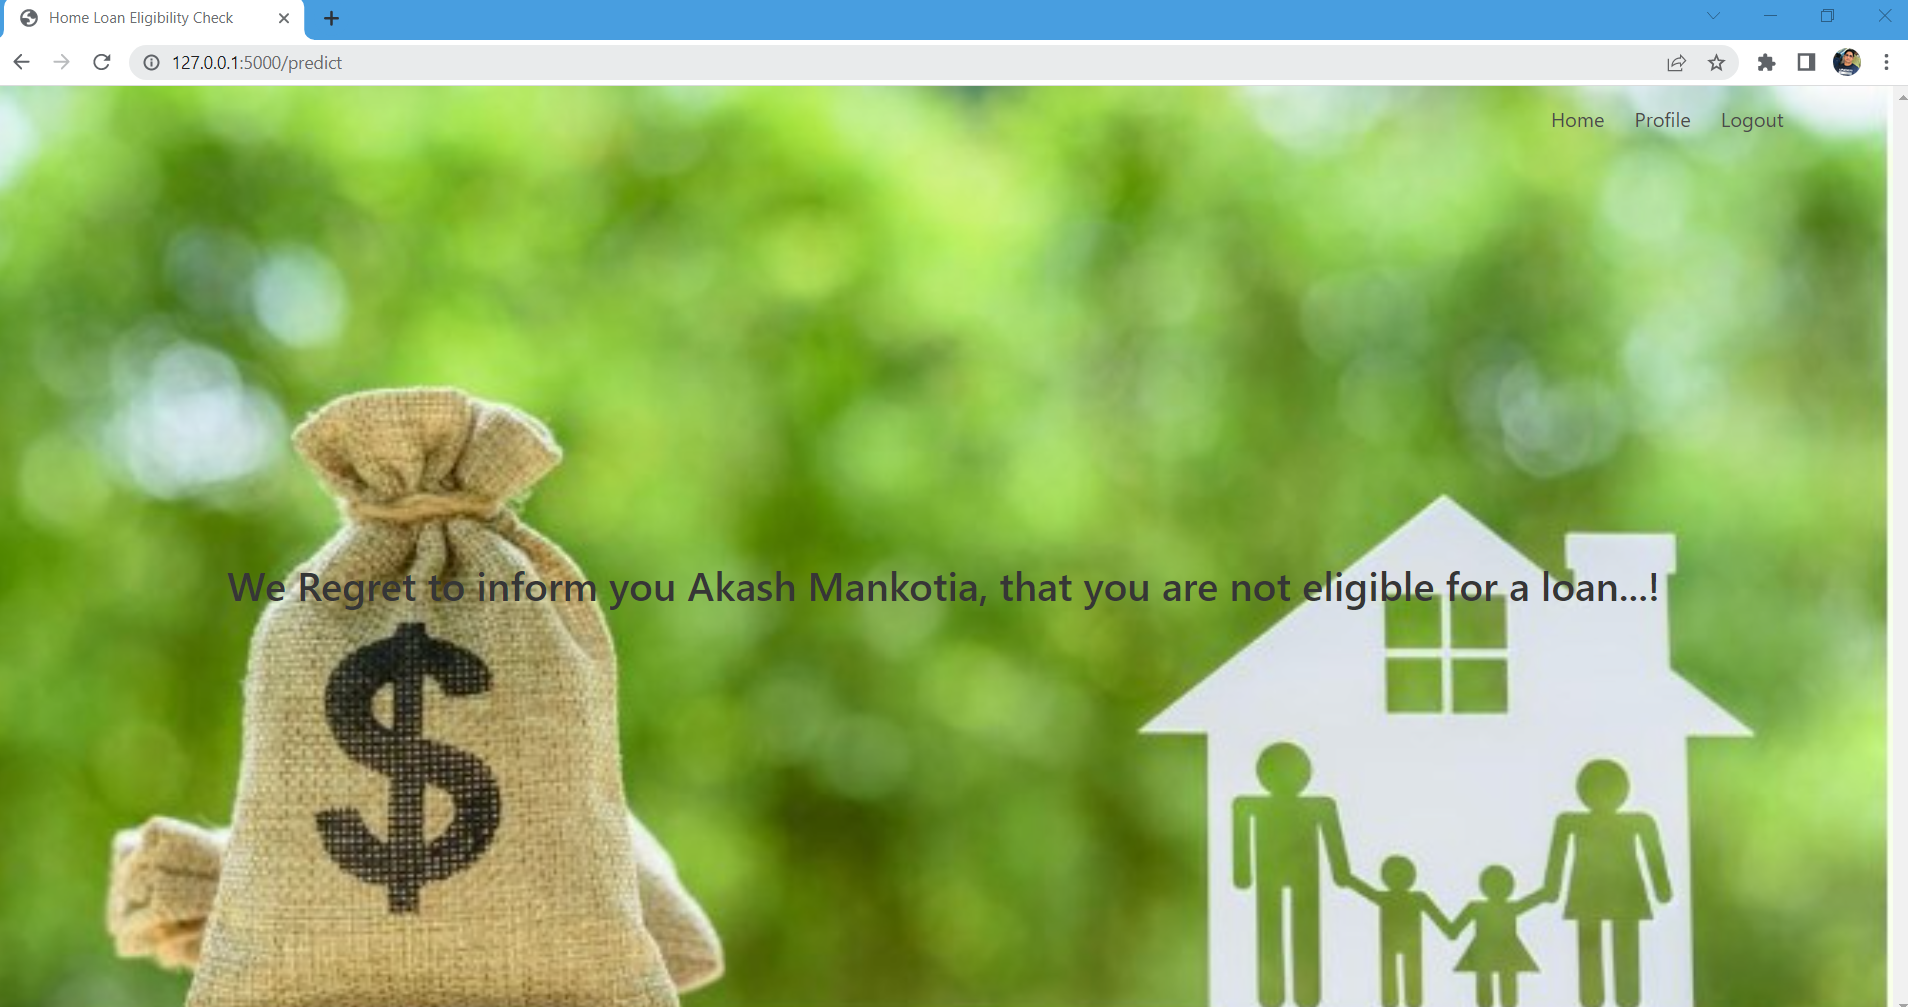 Home Loan Eligibility Check
127.0.0.1:5000/predict
Home Profile Logout
We Regret to inform you Akash Mankotia, that you are not eligible for a loan...!
$